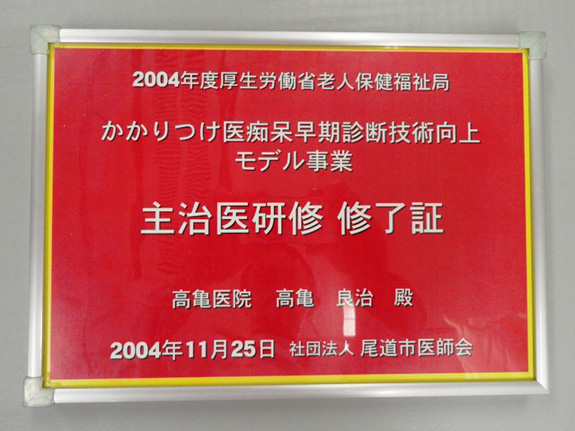 2004年度厚生労働省老人保健福祉局
かかりつけ医痴呆早期診断技術向上
モデル事業
主治医研修 修了証
高亀医院 高亀 良治 殿
2004年11月25日 社団法人 尾道市医師会